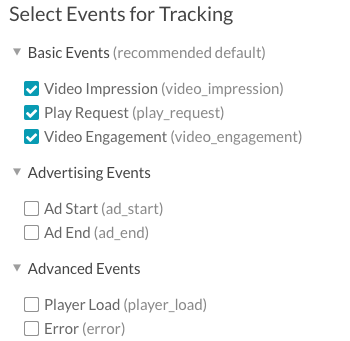 Select Events for Tracking
Basic Events (recommended default)
Video Impression (video_impression)
Play Request (play_request)
Video Engagement (video_engagement)
Advertising Events
Ad Start (ad_start)
Ad End (ad_end)
Advanced Events
Player Load (player_load)
Error (error)